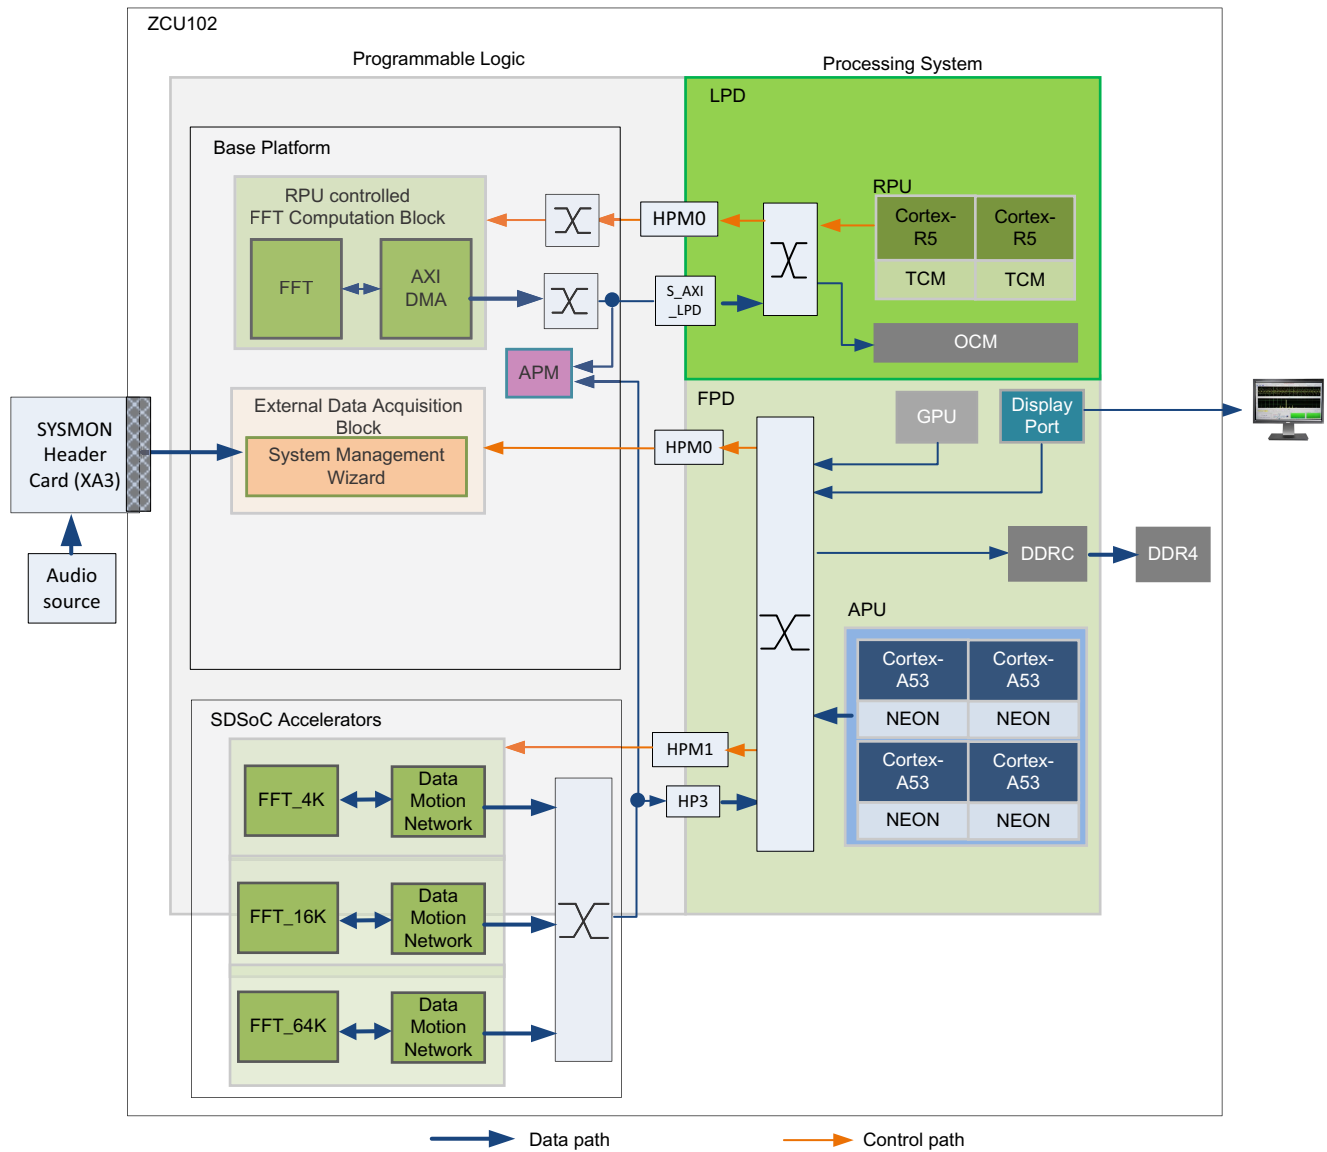 ZCU102
Programmable Logic
Processing System
LPD
Base Platform
RPU controlled
FFT Computation Block
FFT
AXI
DMA
HPM0
S_AXI
_LPD
RPU
Cortex-
R5
Cortex-
R5
TCM
TCM
OCM
APM
External Data Acquisition
Block
System Management
Wizard
SYSMON
Header
Card (XA3)
Audio
source
FPD
HPM0
GPU
Display
Port
DDRC
DDR4
APU
Cortex-
A53
Cortex-
A53
NEON
NEON
Cortex-
A53
Cortex-
A53
NEON
NEON
SDSoC Accelerators
HPM1
HP3
FFT_4K
Data
Motion
Network
FFT_16K
Data
Motion
Network
FFT_64K
Data
Motion
Network
Data path
Control path